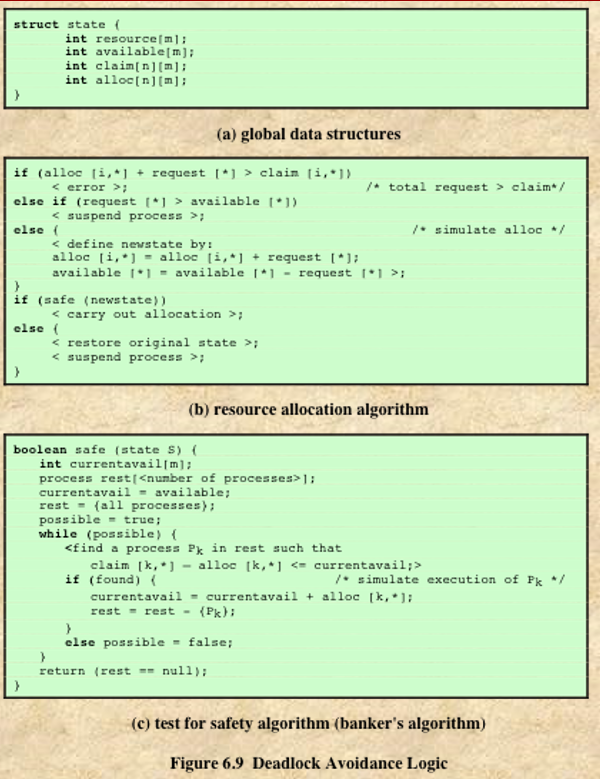 struct state {
int resource[m];
int available[m];
int claim[n][m];
int alloc[n][m];
}
(a) global data structures
if (alloc [i,*] + request [*] > claim [i,*])
< error >; /* total request > claim*/
else if (request [*] > available [*])
< suspend process >;
else { /* simulate alloc */
< define newstate by:
alloc [i,*] = alloc [i,*] + request [*];
available [*] = available [*] - request [*] >;
}
if (safe (newstate))
< carry out allocation >;
else {
< restore original state >;
< suspend process >;
}
(b) resource allocation algorithm
boolean safe (state S) {
int currentavail[m];
process rest[<number of processes>];
currentavail = available;
rest = {all processes};
possible = true;
while (possible) {
<find a process Pk in rest such that
claim [k,*] – alloc [k,*] <= currentavail;>
if (found) { /* simulate execution of Pk */
currentavail = currentavail + alloc [k,*];
rest = rest - {Pk};
}
else possible = false;
}
return (rest == null);
}
(c) test for safety algorithm (banker's algorithm)
Figure 6.9 Deadlock Avoidance Logic